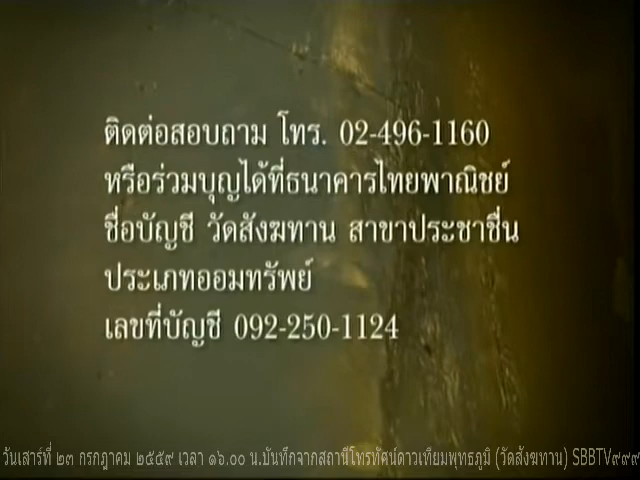 ติดต่อสอบถาม โทร. 02-496-1160
หรือร่วมบุญได้ที่ธนาคารไทยพาณิชย์
ชื่อบัญชี วัดสังฆทาน สาขาประชาชื่น
ประเภทออมทรัพย์
เลขที่บัญชี 092-250-1124
วันเสาร์ที่ ๒๓ กรกฎาคม ๒๕๕๙ เวลา ๑๖.๐๐ น.บันทึกจากสถานีโทรทัศน์ดาวเทียมพุทธภูมิ (วัดสังฆทาน) SBBTV๙๙๙